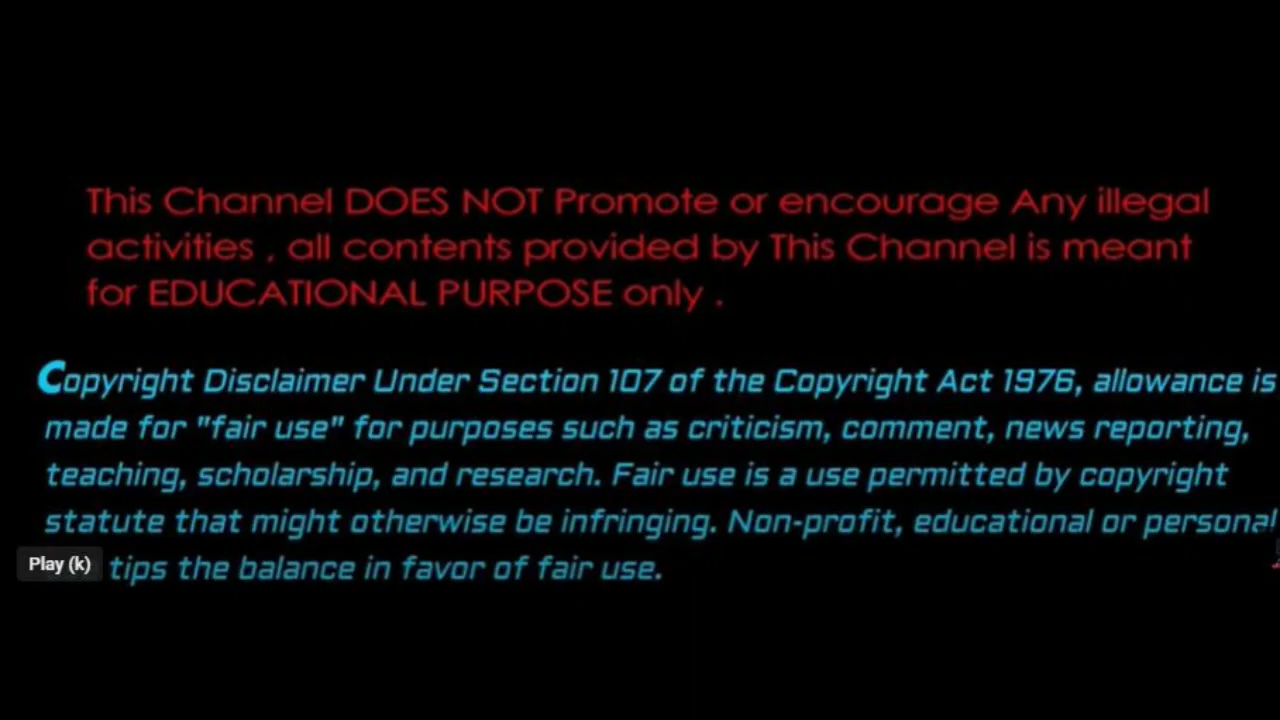 This Channel DOES NOT Promote or encourage Any illegal
activities , all contents provided by This Channel is meant
for EDUCATIONAL PURPOSE only .
Copyright Disclaimer Under Section 107 of the Copyright Act 1976, allowance is
made for "fair use" for purposes such as criticism, comment, news reporting,
teaching, scholarship, and research. Fair use is a use permitted by copyright
statute that might otherwise be infringing. Non-profit, educational or personal
Play (k) tips the balance in favor of fair use.